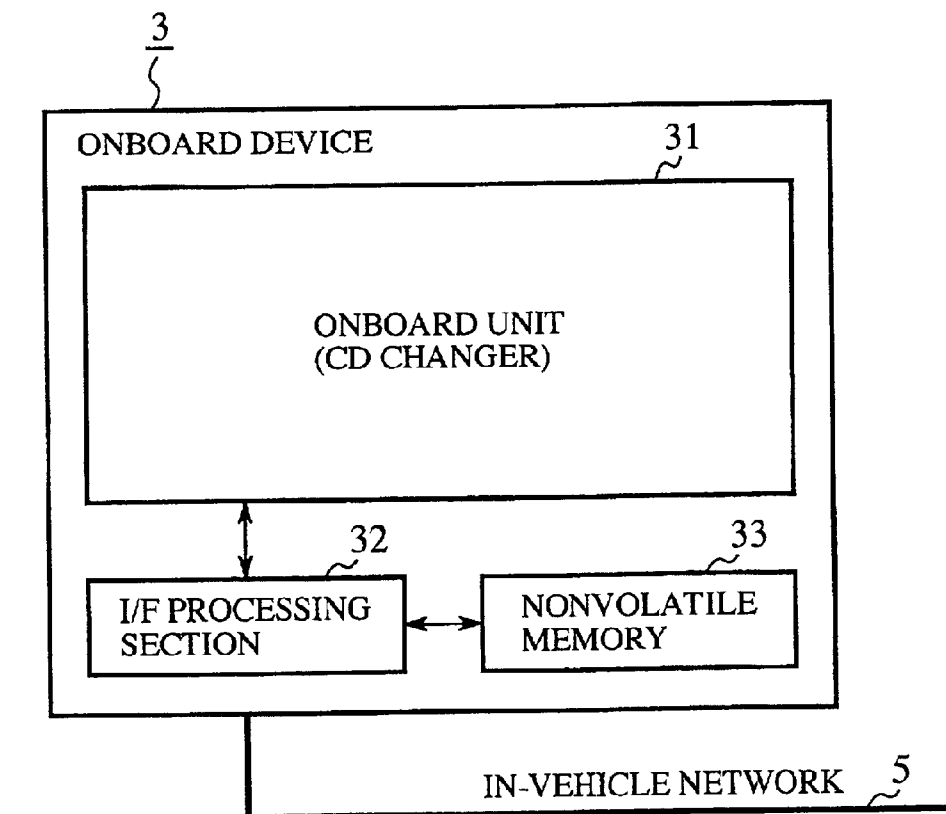 3
ONBOARD DEVICE
31
ONBOARD UNIT
(CD CHANGER)
32
33
I/F PROCESSING
SECTION
NONVOLATILE
MEMORY
IN-VEHICLE NETWORK
5